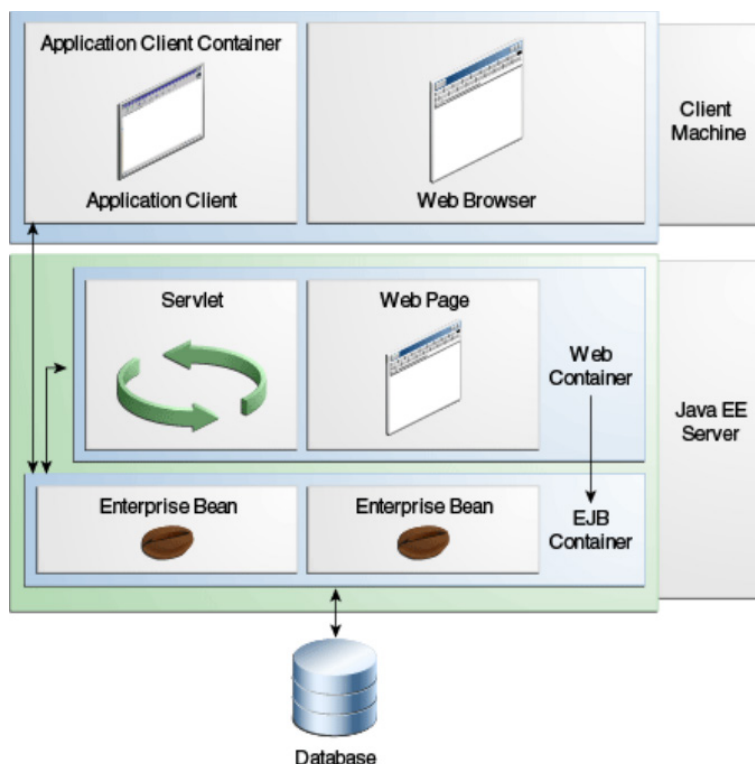 Application Client Container
Application Client
Web Browser
Client
Machine
Servlet
Web Page
Web
Container
Java EE
Server
Enterprise Bean
Enterprise Bean
EJB
Container
Database